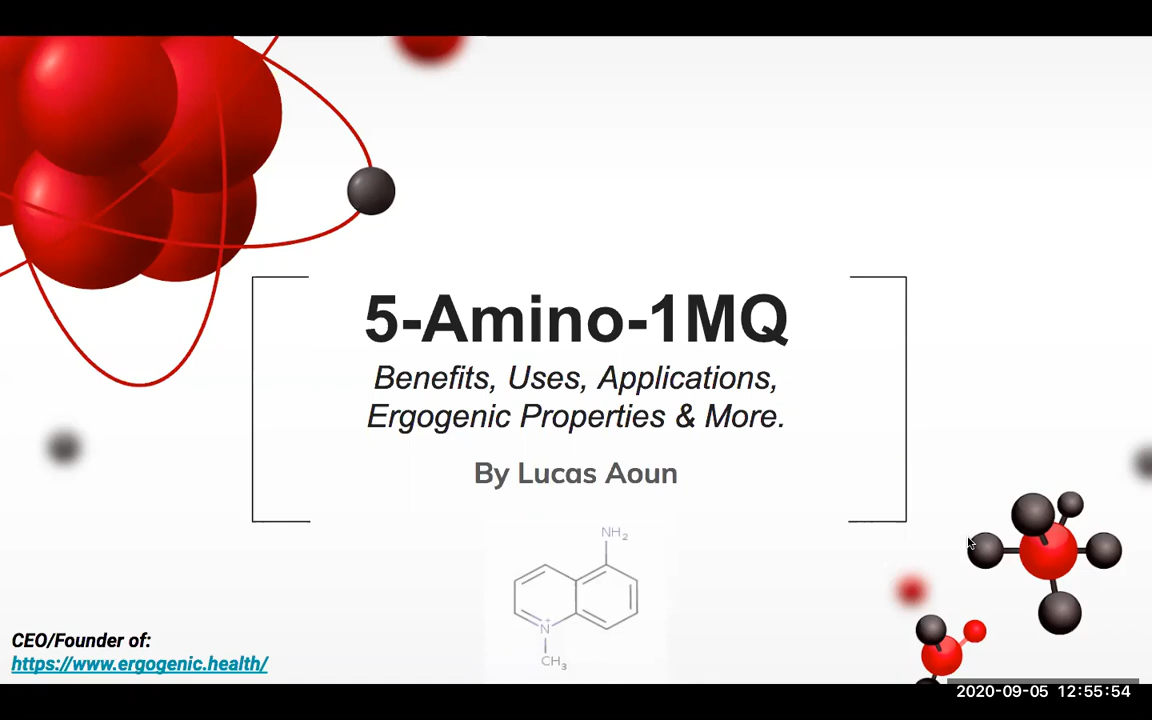 5-Amino-1MQ
Benefits, Uses, Applications,
Ergogenic Properties & More.
By Lucas Aoun
NH2
N+
CH3
CEO/Founder of:
https://www.ergogenic.health/
2020-09-05 12:55:54